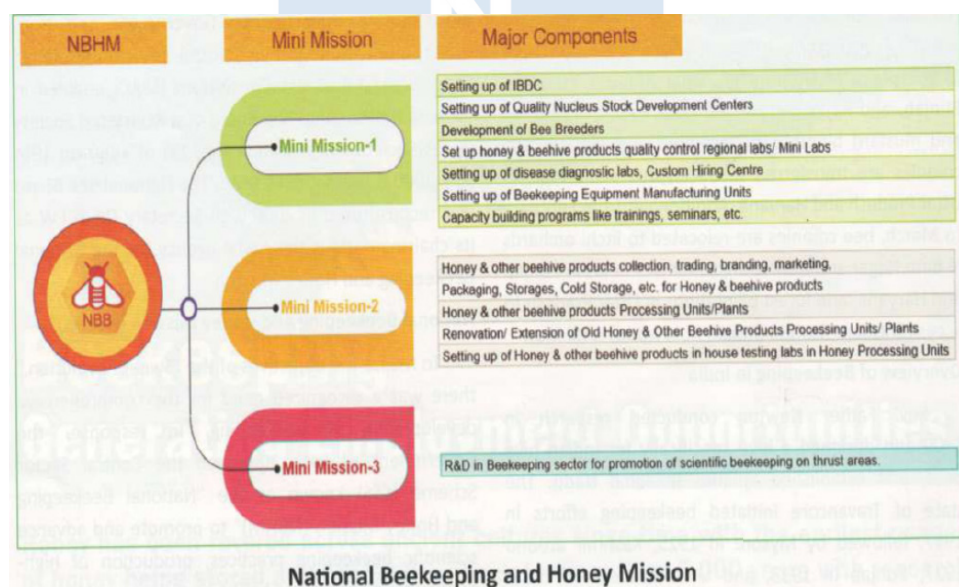 NBHM
Mini Mission
Major Components
Mini Mission-1
Setting up of IBDC
Setting up of Quality Nucleus Stock Development Centers
Development of Bee Breeders
Set up honey & beehive products quality control regional labs/ Mini Labs
Setting up of disease diagnostic labs, Custom Hiring Centre
Setting up of Beekeeping Equipment Manufacturing Units
Capacity building programs like trainings, seminars, etc.
NBB
Mini Mission-2
Honey & other beehive products collection, trading, branding, marketing,
Packaging, Storages, Cold Storage, etc. for Honey & beehive products
Honey & other beehive products Processing Units/Plants
Renovation/ Extension of Old Honey & Other Beehive Products Processing Units/ Plants
Setting up of Honey & other beehive products in house testing labs in Honey Processing Units
Mini Mission-3
R&D in Beekeeping sector for promotion of scientific beekeeping on thrust areas.
National Beekeeping and Honey Mission